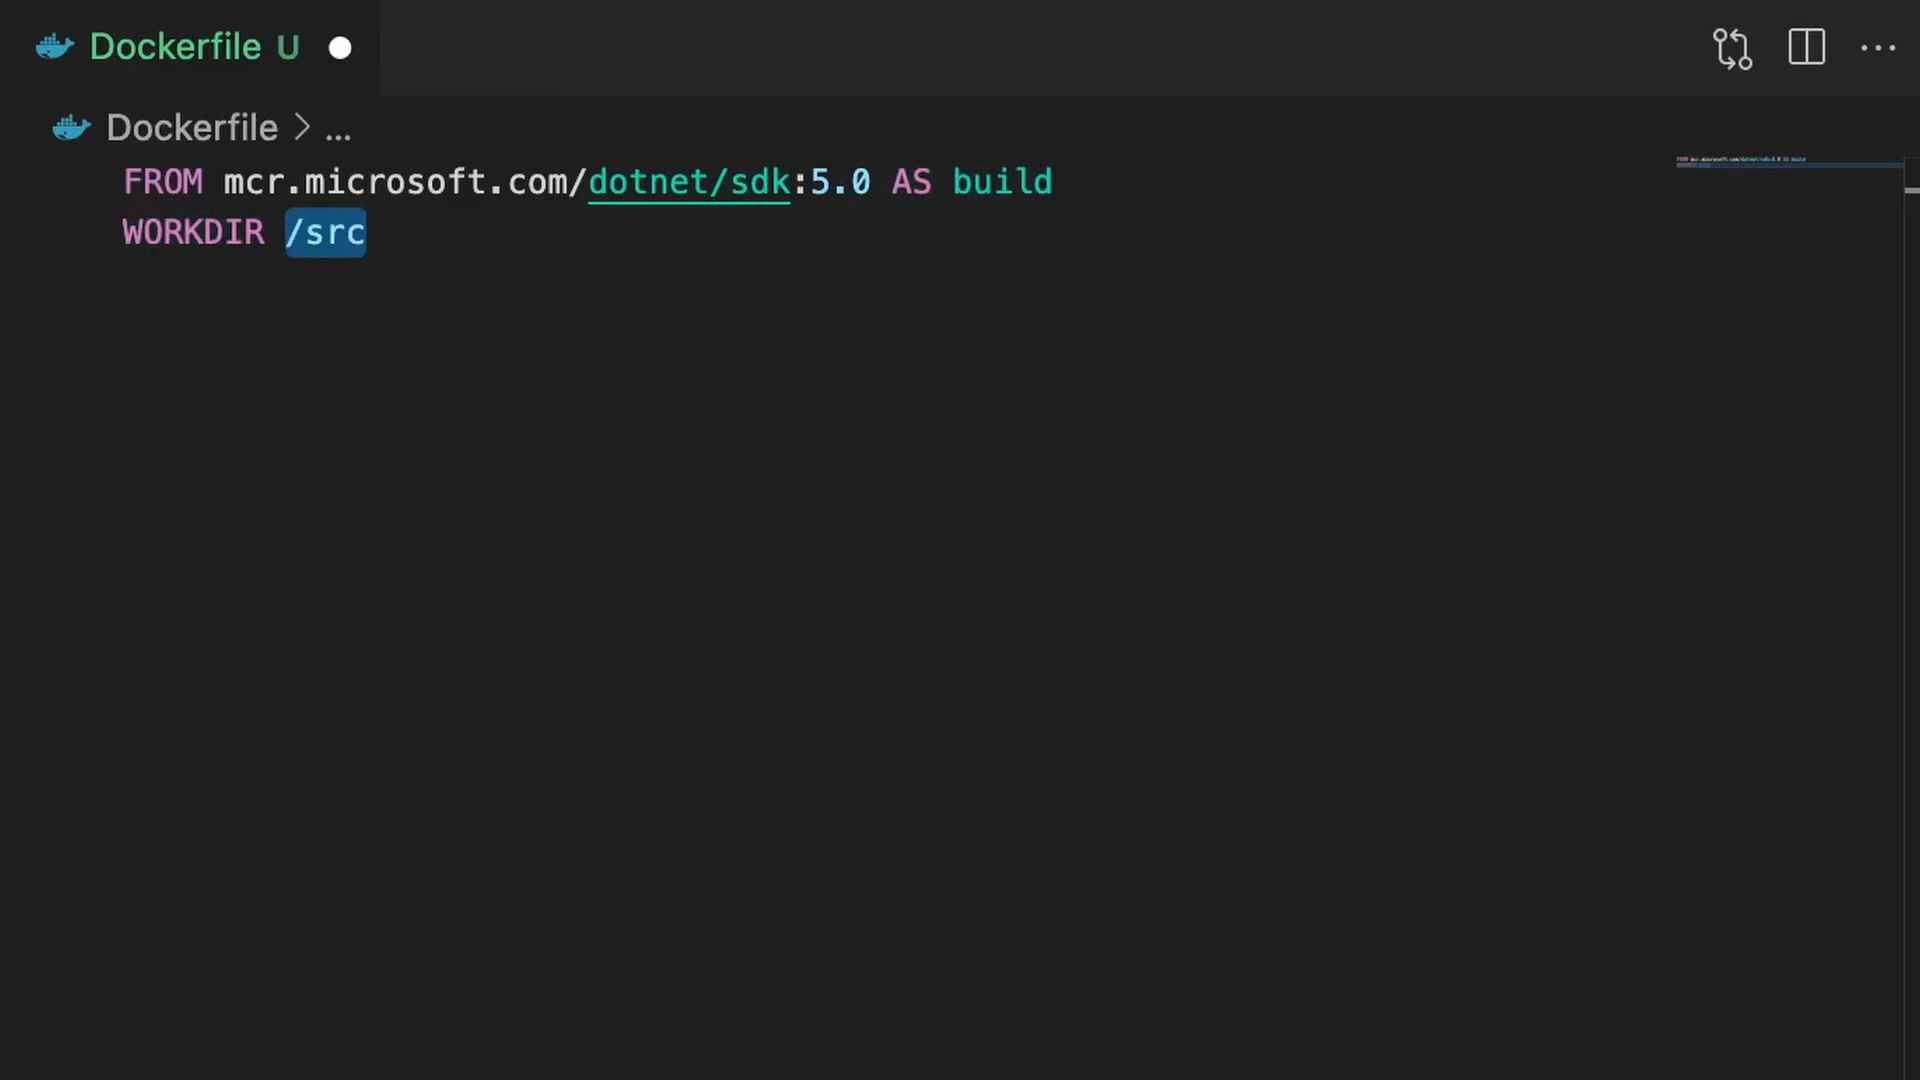 Dockerfile U
Dockerfile > ...
FROM mcr.microsoft.com/dotnet/sdk:5.0 AS build
WORKDIR /src